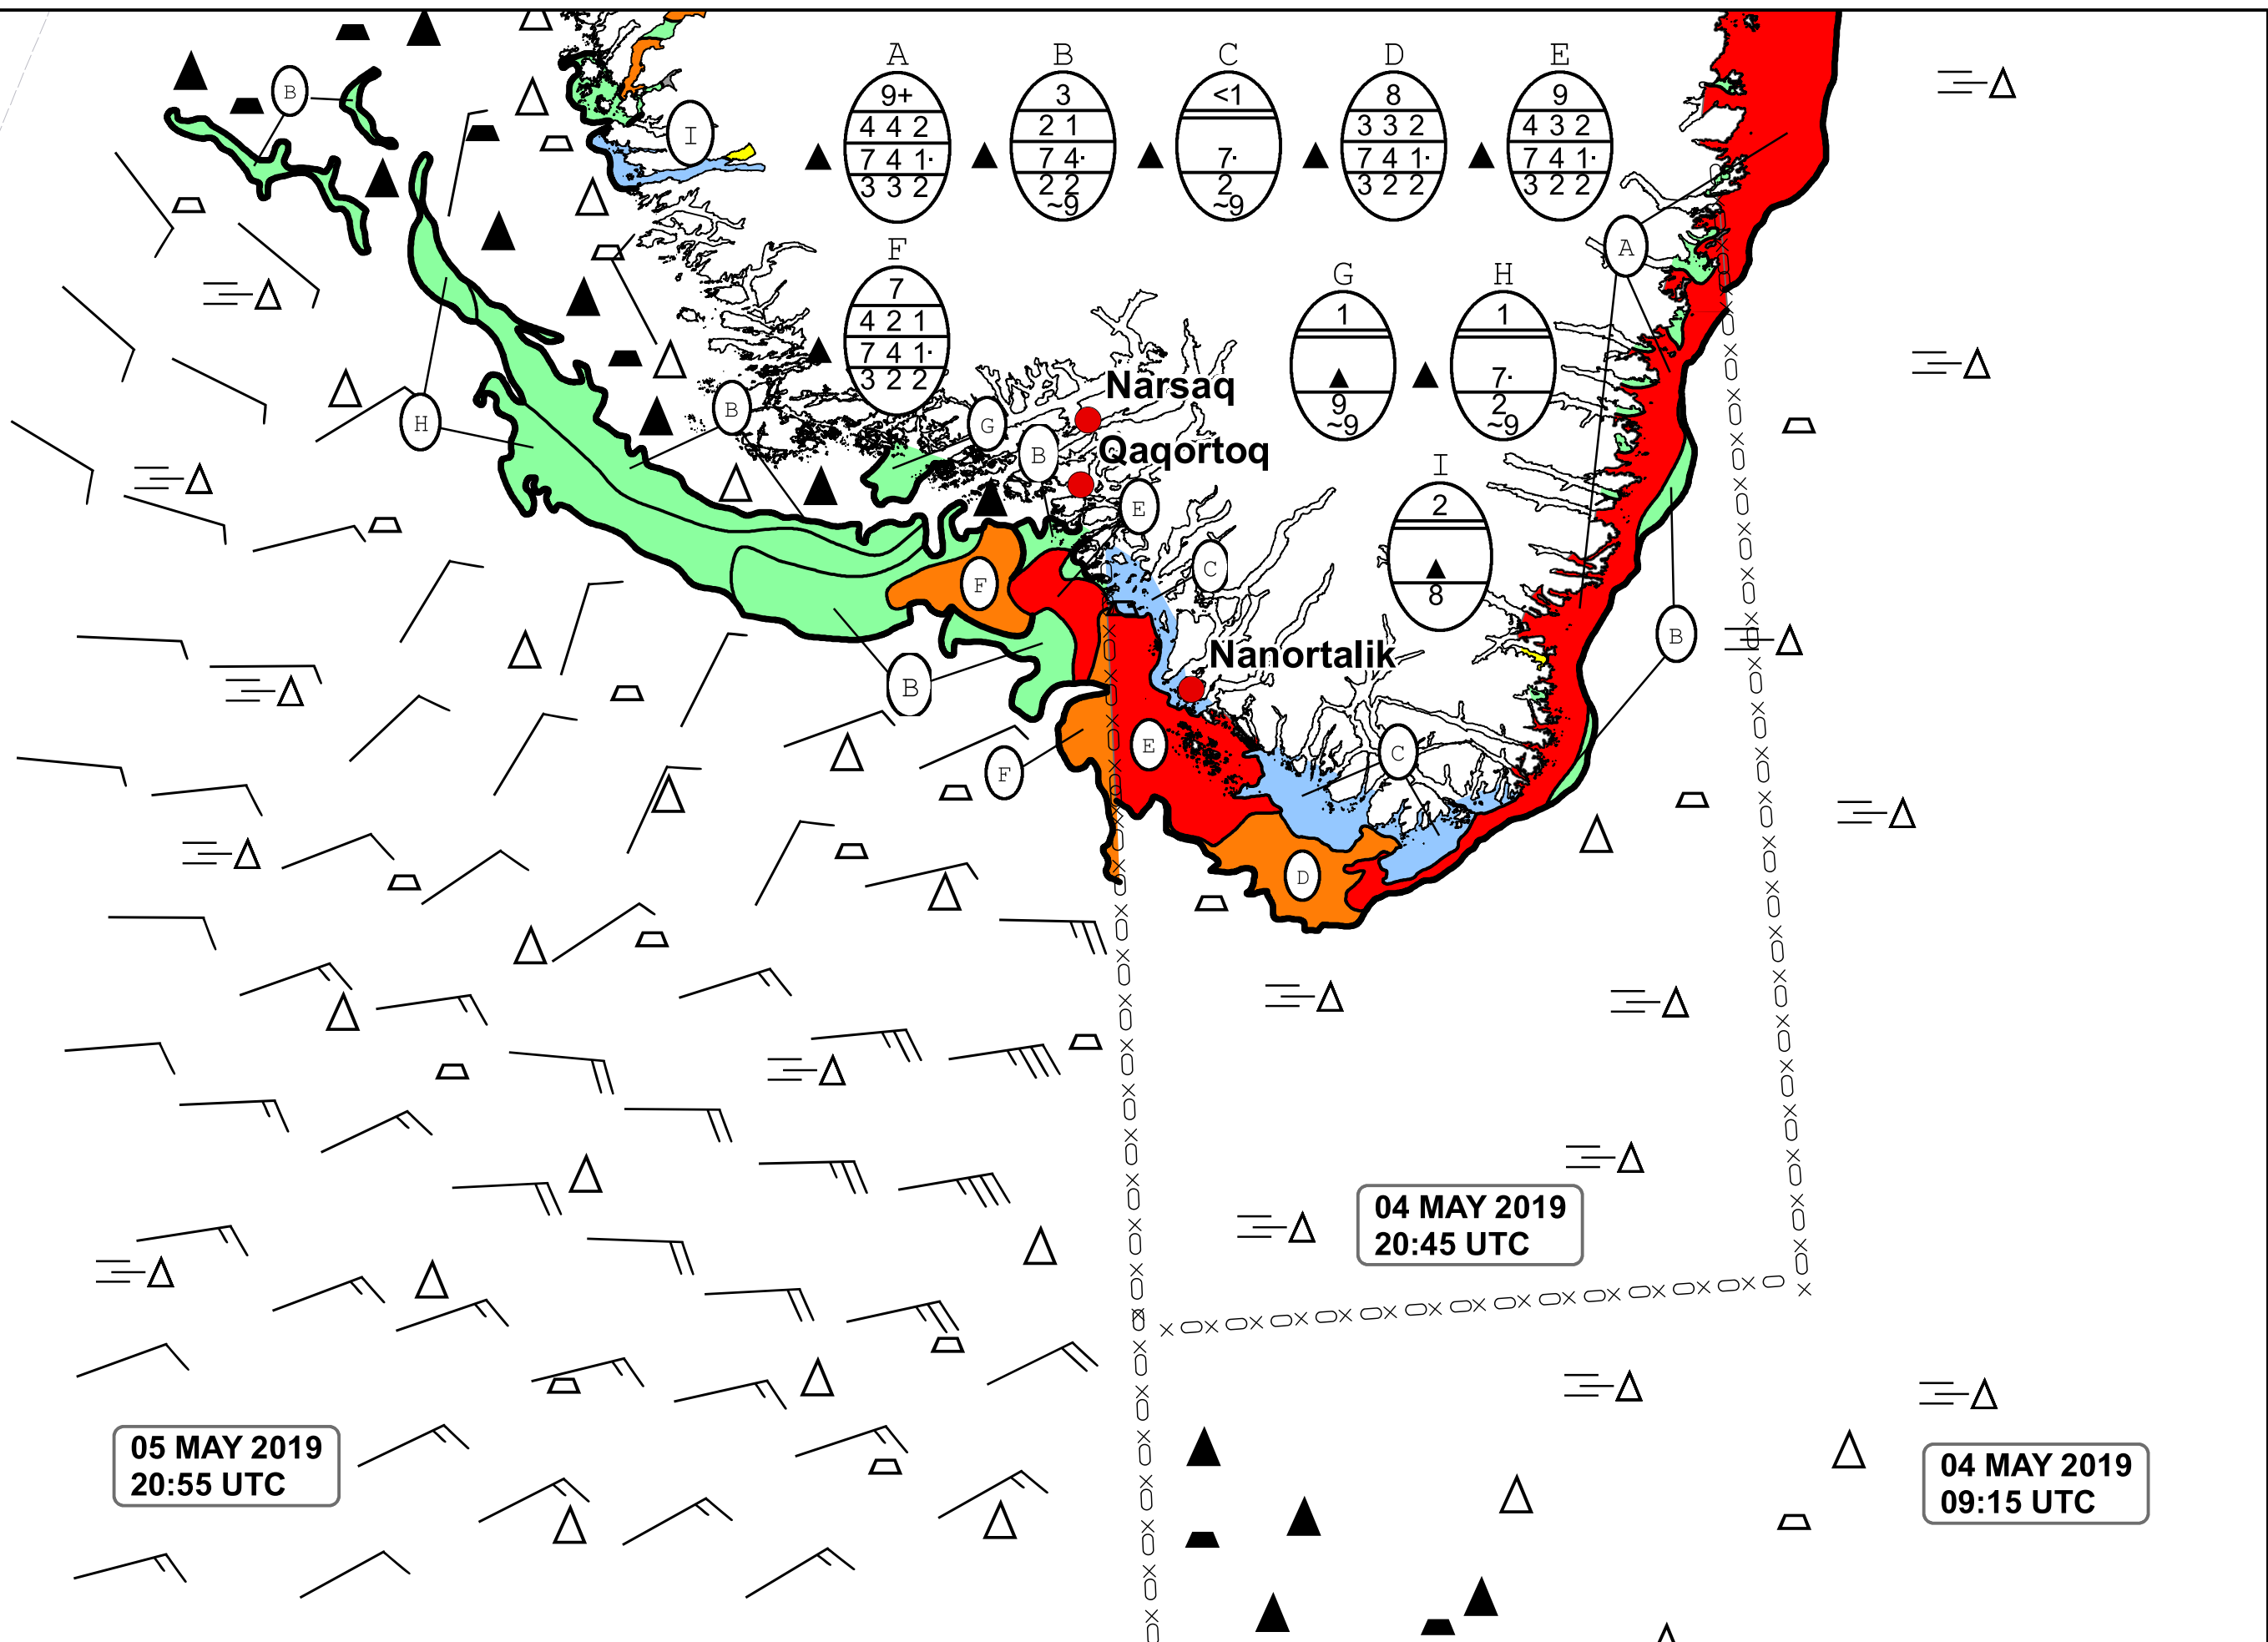 A B C D E
9+ 3 <1 8 9
4 4 2 2 1 3 3 2 4 3 2
7 4 1· 7 4· 7· 7 4 1· 7 4 1·
3 3 2 2 2 2 3 2 2 3 2 2
~9 ~9
B
I
A
F
7
4 2 1
7 4 1·
3 2 2
G H
1 1
7·
9 2
~9 ~9
I
2
8
Narsaq
B
H
G
B
Qaqortoq
E
C
F
B
Nanortalik
B
E
C
F
D
04 MAY 2019
20:45 UTC
05 MAY 2019
20:55 UTC
04 MAY 2019
09:15 UTC